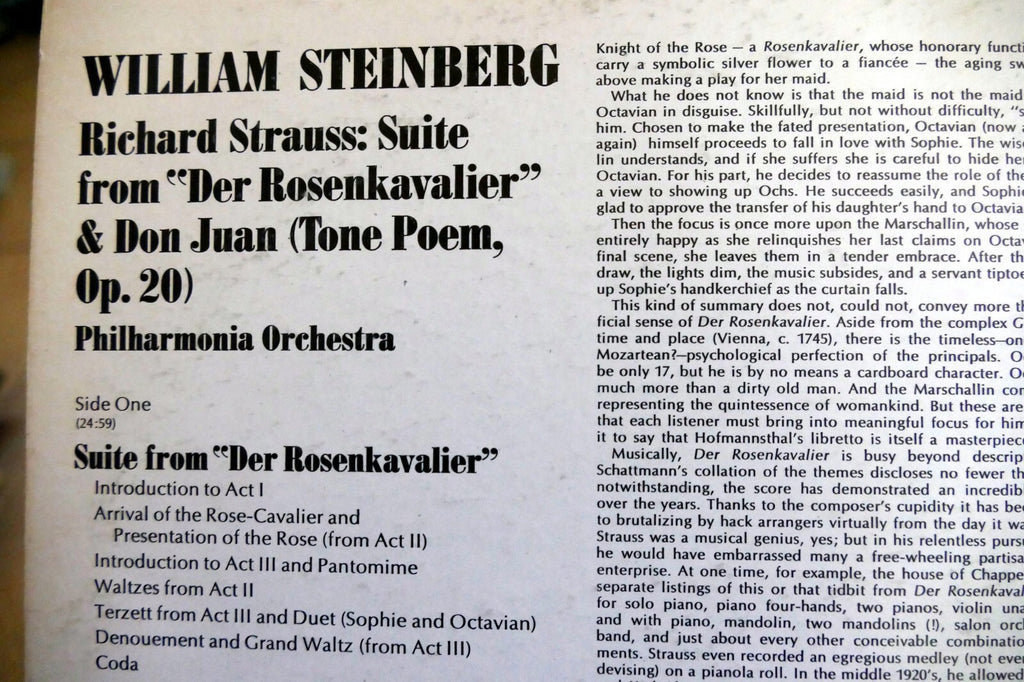 WILLIAM STEINBERG
Richard Strauss: Suite
from “Der Rosenkavalier”
& Don Juan (Tone Poem,
Op. 20)
Philharmonia Orchestra
Side One
(24:59)
Suite from “Der Rosenkavalier”
Introduction to Act I
Arrival of the Rose-Cavalier and
Presentation of the Rose (from Act II)
Introduction to Act III and Pantomime
Waltzes from Act II
Terzett from Act III and Duet (Sophie and Octavian)
Denouement and Grand Waltz (from Act III)
Coda
Knight of the Rose — a Rosenkavalier, whose honorary
carry a symbolic silver flower to a fiancée — the aging
above making a play for her maid.
What he does not know is that the maid is not the maid
Octavian in disguise. Skillfully, but not without difficulty,
him. Chosen to make the fated presentation, Octavian (now
again) himself proceeds to fall in love with Sophie. The
lin understands, and if she suffers she is careful to hide
Octavian. For his part, he decides to reassume the role of
a view to showing up Ochs. He succeeds easily, and
glad to approve the transfer of his daughter's hand to
Then the focus is once more upon the Marschallin, whose
entirely happy as she relinquishes her last claims on
final scene, she leaves them in a tender embrace. After
draw, the lights dim, the music subsides, and a servant
up Sophie's handkerchief as the curtain falls.
This kind of summary does not, could not, convey more
ficial sense of Der Rosenkavalier. Aside from the complex
time and place (Vienna, c. 1745), there is the
Mozartean?—psychological perfection of the principals.
be only 17, but he is by no means a cardboard character.
much more than a dirty old man. And the Marschallin
representing the quintessence of womankind. But these are
that each listener must bring into meaningful focus for
it to say that Hofmannsthal's libretto is itself a
Musically, Der Rosenkavalier is busy beyond
Schattmann's collation of the themes discloses no fewer
notwithstanding, the score has demonstrated an
over the years. Thanks to the composer's cupidity it has
to brutalizing by hack arrangers virtually from the day it
Strauss was a musical genius, yes; but in his relentless
he would have embarrassed many a free-wheeling
enterprise. At one time, for example, the house of
separate listings of this or that tidbit from Der
for solo piano, piano four-hands, two pianos, violin
and with piano, mandolin, two mandolins (!), salon
band, and just about every other conceivable
ments. Strauss even recorded an egregious medley (not
devising) on a pianola roll. In the middle 1920's, he allowed